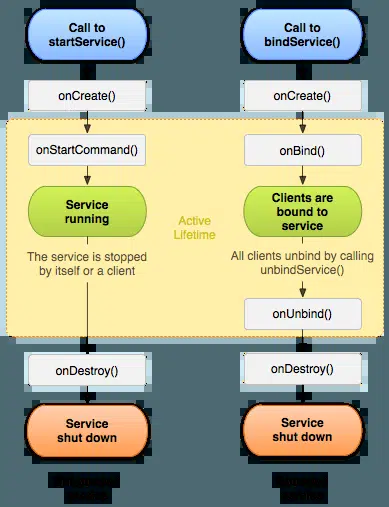 Call to
startService()
onCreate()
onStartCommand()
Service
running
The service is stopped
by itself or a client
onDestroy()
Service
shut down
Active
Lifetime
Call to
bindService()
onCreate()
onBind()
Clients are
bound to
service
All clients unbind by calling
unbindService()
onUnbind()
onDestroy()
Service
shut down